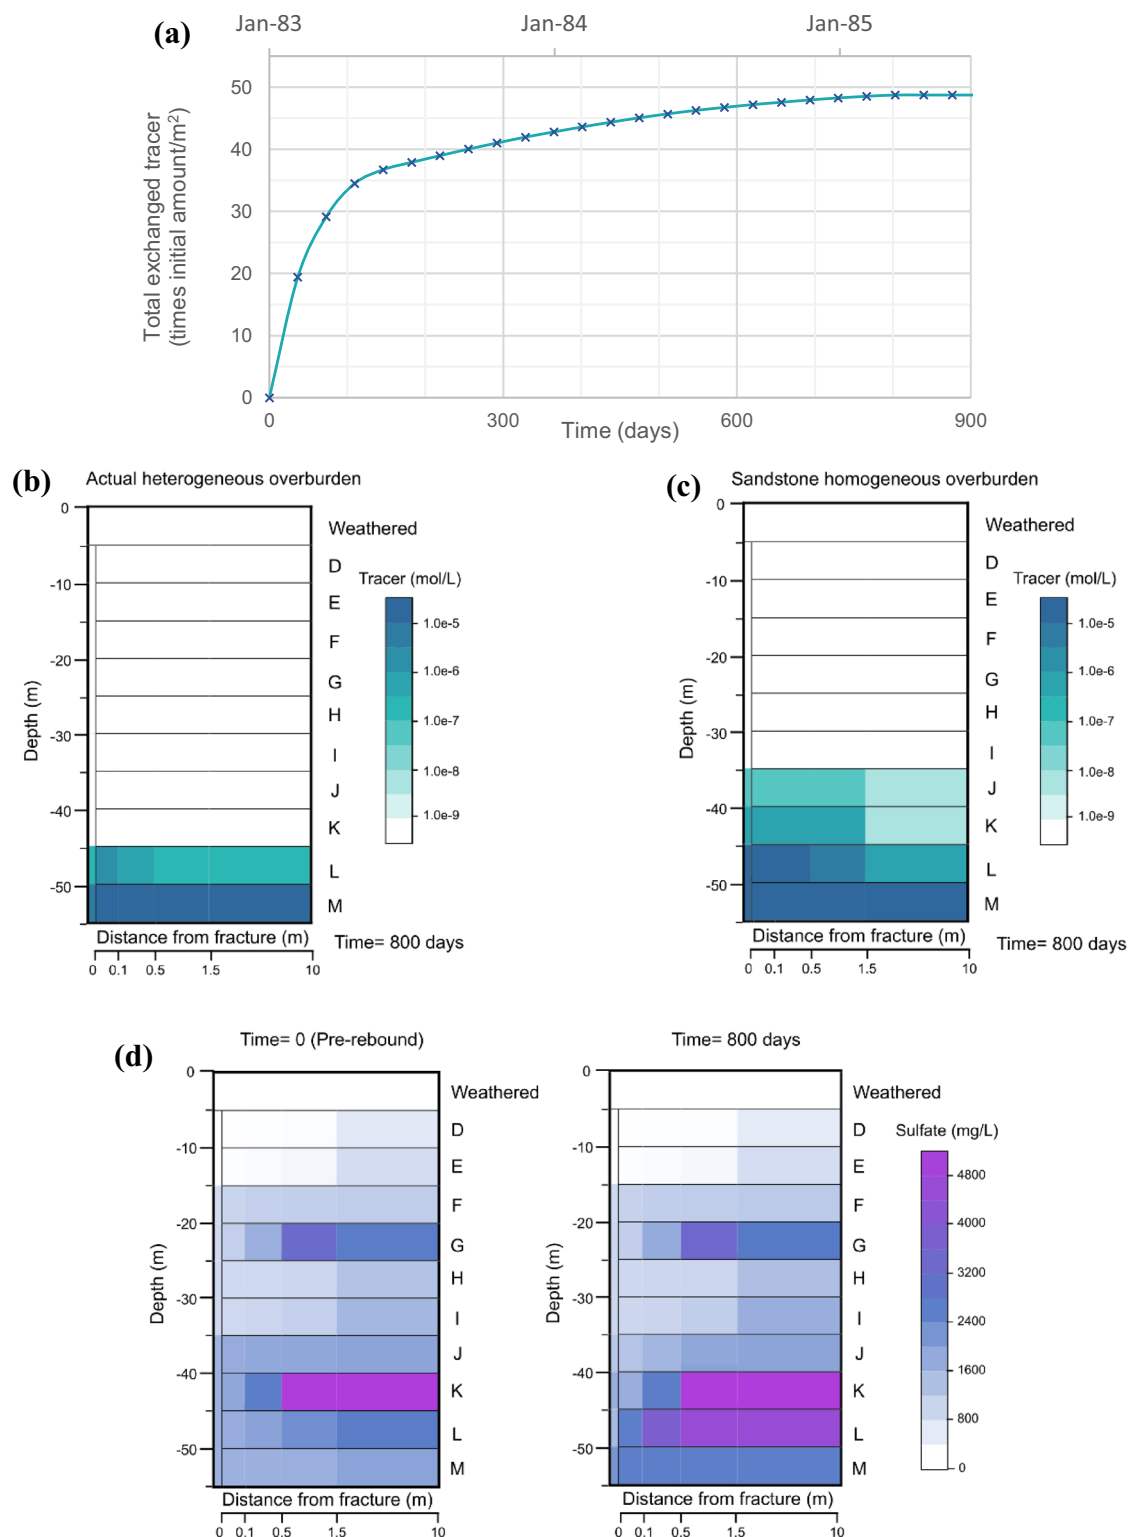 (a)
Jan-83 Jan-84 Jan-85
Total exchanged tracer
(times initial amount/m²)
50
40
30
20
10
0
0 300 600 900
Time (days)
(b)
Actual heterogeneous overburden
0
-10
-20
-30
-40
-50
Depth (m)
Weathered
D
E
F
G
H
I
J
K
L
M
Tracer (mol/L)
1.0e-5
1.0e-6
1.0e-7
1.0e-8
1.0e-9
Distance from fracture (m)
0 0.1 0.5 1.5 10
Time= 800 days
(c)
Sandstone homogeneous overburden
0
-10
-20
-30
-40
-50
Depth (m)
Weathered
D
E
F
G
H
I
J
K
L
M
Tracer (mol/L)
1.0e-5
1.0e-6
1.0e-7
1.0e-8
1.0e-9
Distance from fracture (m)
0 0.1 0.5 1.5 10
Time= 800 days
(d)
Time= 0 (Pre-rebound)
0
-10
-20
-30
-40
-50
Depth (m)
Weathered
D
E
F
G
H
I
J
K
L
M
Distance from fracture (m)
0 0.1 0.5 1.5 10
Time= 800 days
0
-10
-20
-30
-40
-50
Depth (m)
Weathered
D
E
F
G
H
I
J
K
L
M
Sulfate (mg/L)
4800
4000
3200
2400
1600
800
0
Distance from fracture (m)
0 0.1 0.5 1.5 10